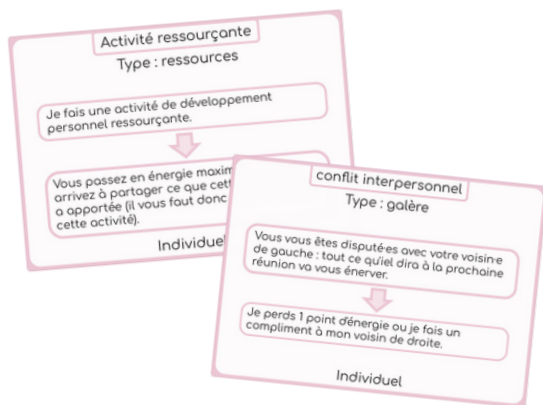 Activité ressourçante
Type : ressources
Je fais une activité de développement
personnel ressourçante.
Vous passez en énergie
arrivez à partager ce que
a apportée (il vous faut donc
cette activité).
Individuel
conflit interpersonnel
Type : galère
Vous vous êtes disputé·es avec votre voisin·e
de gauche : tout ce qu'iel dira à la prochaine
réunion va vous énerver.
Je perds 1 point d'énergie ou je fais un
compliment à mon voisin de droite.
Individuel